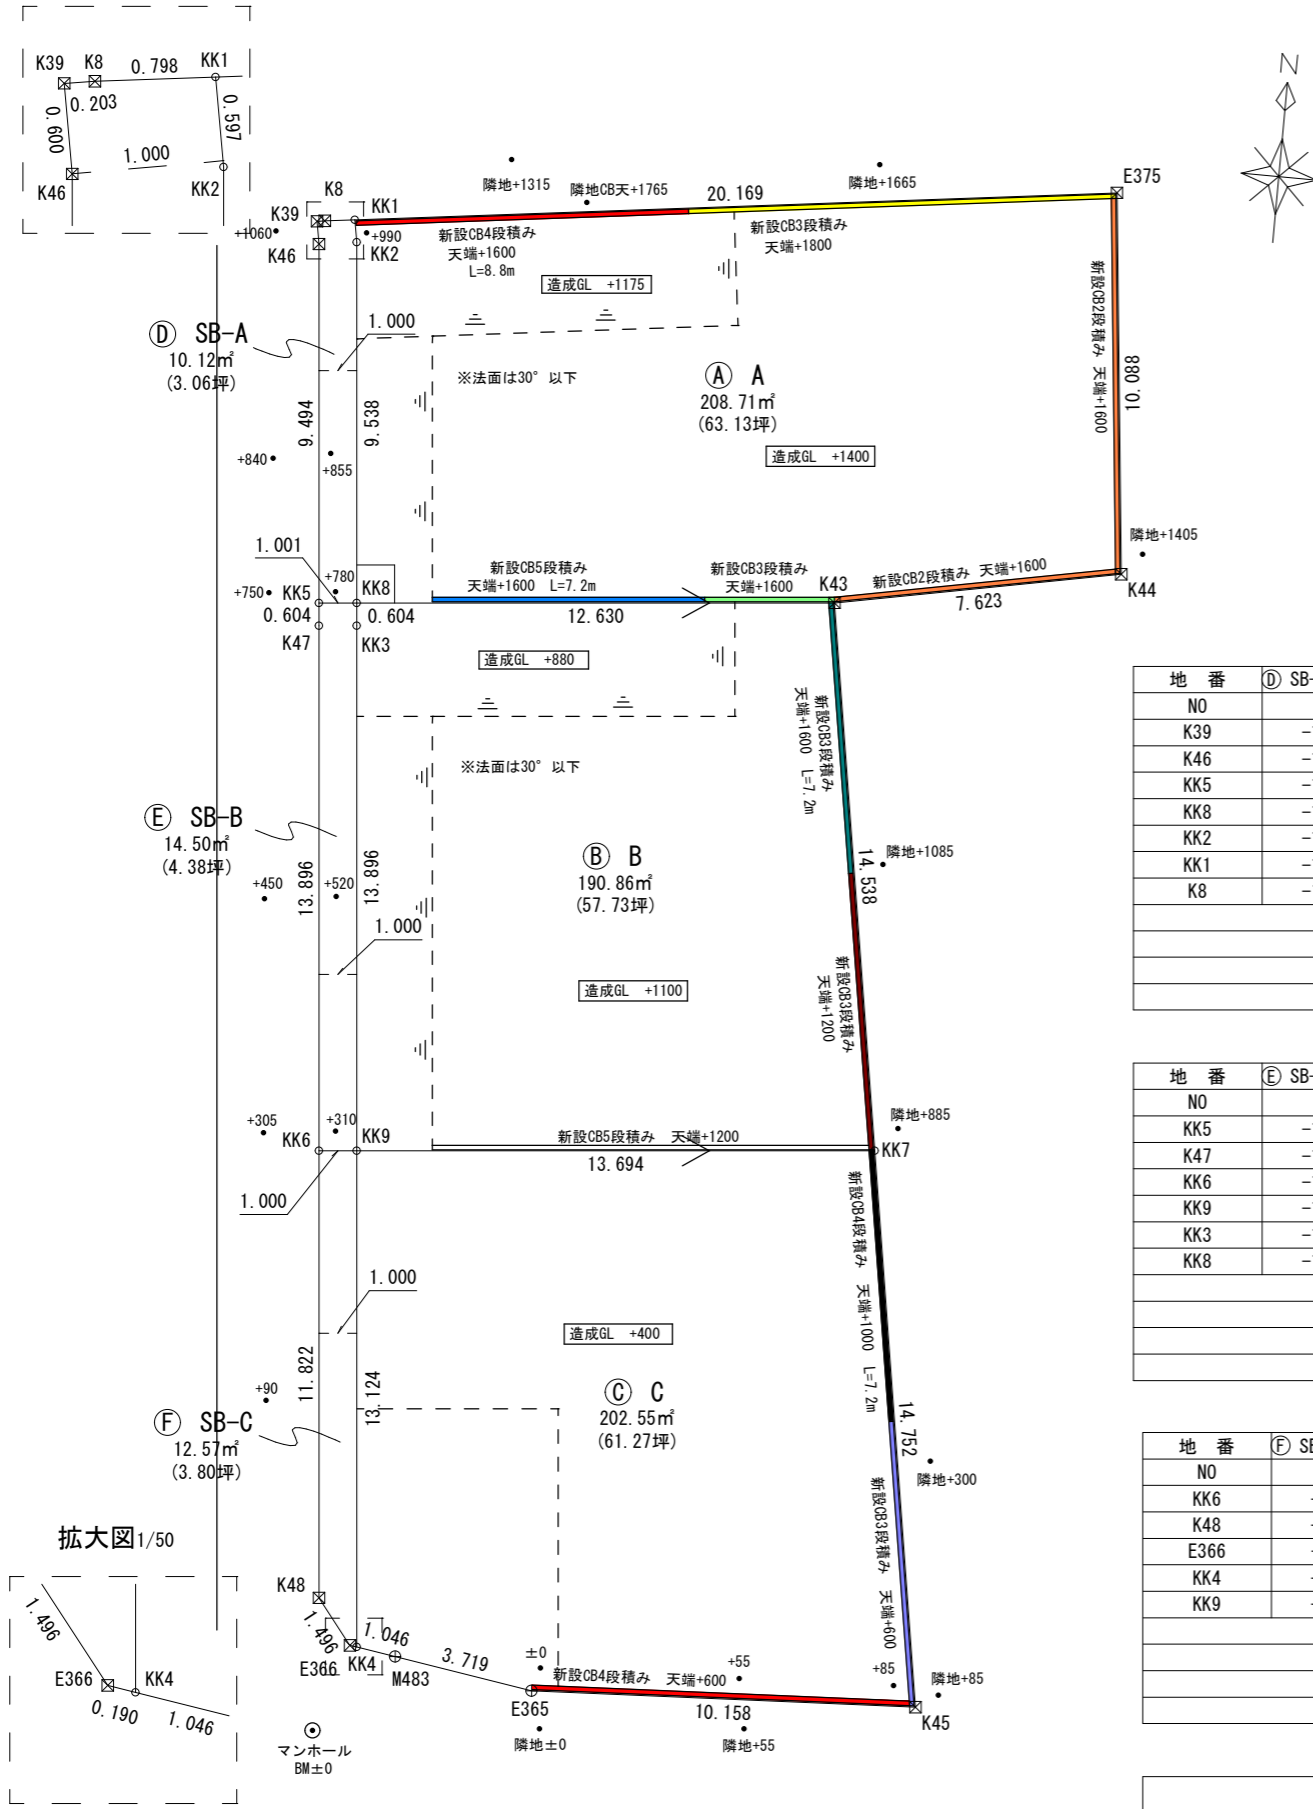 K39 K8 0.798 KK1
0.203
0.600
0.597
1.000
K46
KK2
N
隣地+1315
隣地CB天+1765
20.169
隣地+1665
E375
K8
K39
KK1
+1060
+990
K46
KK2
新設CB4段積み
天端+1600
L=8.8m
新設CB3段積み
天端+1800
造成GL +1175
新設CB2段積み 天端+1600
10.088
Ⓓ SB-A
10.12㎡
(3.06坪)
1.000
※法面は30° 以下
Ⓐ A
208.71㎡
(63.13坪)
9.494
9.538
造成GL +1400
+840
+855
隣地+1405
1.001
新設CB5段積み
天端+1600 L=7.2m
新設CB3段積み
天端+1600
K43
新設CB2段積み 天端+1600
K44
7.623
+750
KK5
+780
KK8
0.604
0.604
12.630
K47
KK3
造成GL +880
新設CB3段積み
天端+1600 L=7.2m
※法面は30° 以下
Ⓔ SB-B
14.50㎡
(4.38坪)
13.896
13.896
Ⓑ B
190.86㎡
(57.73坪)
隣地+1085
14.538
+450
+520
1.000
新設CB3段積み
天端+1200
造成GL +1100
+305
+310
KK6
KK9
新設CB5段積み 天端+1200
13.694
隣地+885
KK7
1.000
新設CB4段積み 天端+1000 L=7.2m
1.000
造成GL +400
11.822
13.124
+90
Ⓒ C
202.55㎡
(61.27坪)
14.752
Ⓕ SB-C
12.57㎡
(3.80坪)
隣地+300
新設CB3段積み 天端+600
拡大図1/50
1.496
E366
KK4
0.190
1.046
K48
1.496
1.046
E366
KK4
M483
3.719
±0
新設CB4段積み 天端+600
+55
+85
隣地+85
E365
10.158
K45
隣地±0
隣地+55
マンホール
BM±0
地 番 Ⓓ SB-
NO
K39 -
K46 -
KK5 -
KK8 -
KK2 -
KK1 -
K8 -
地 番 Ⓔ SB-
NO
KK5 -
K47 -
KK6 -
KK9 -
KK3 -
KK8 -
地 番 Ⓕ SB
NO
KK6 -
K48 -
E366 -
KK4 -
KK9 -